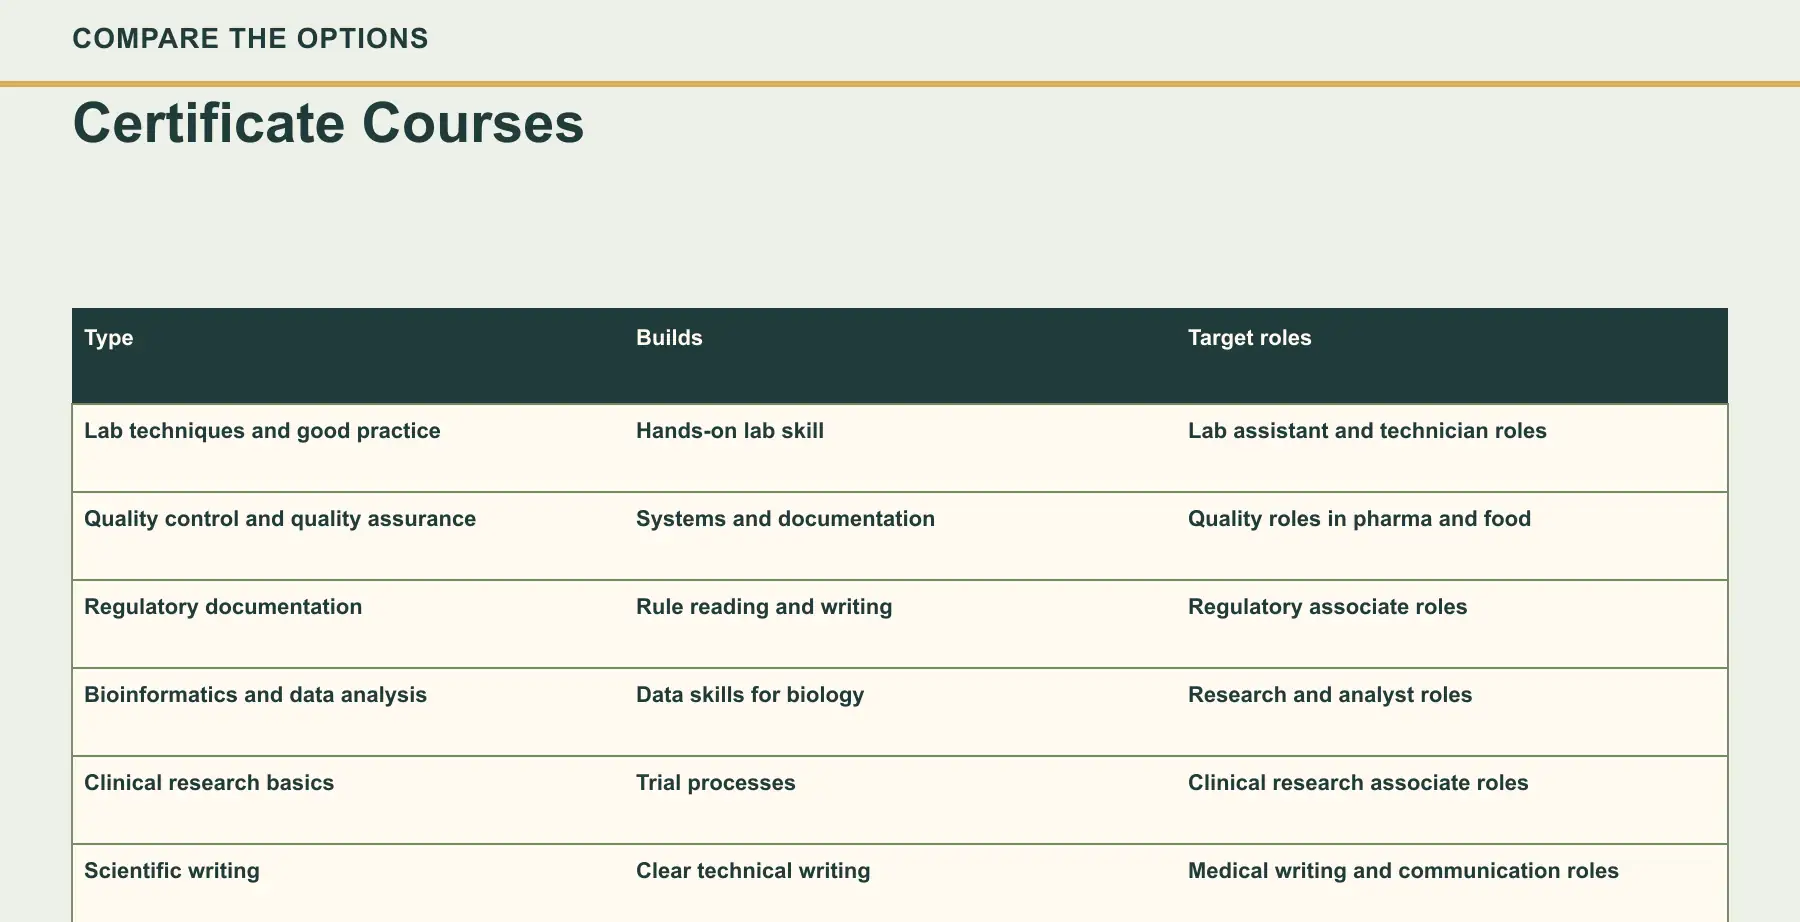 COMPARE THE OPTIONS
Certificate Courses
Type Builds Target roles
Lab techniques and good practice Hands-on lab skill Lab assistant and technician roles
Quality control and quality assurance Systems and documentation Quality roles in pharma and food
Regulatory documentation Rule reading and writing Regulatory associate roles
Bioinformatics and data analysis Data skills for biology Research and analyst roles
Clinical research basics Trial processes Clinical research associate roles
Scientific writing Clear technical writing Medical writing and communication roles